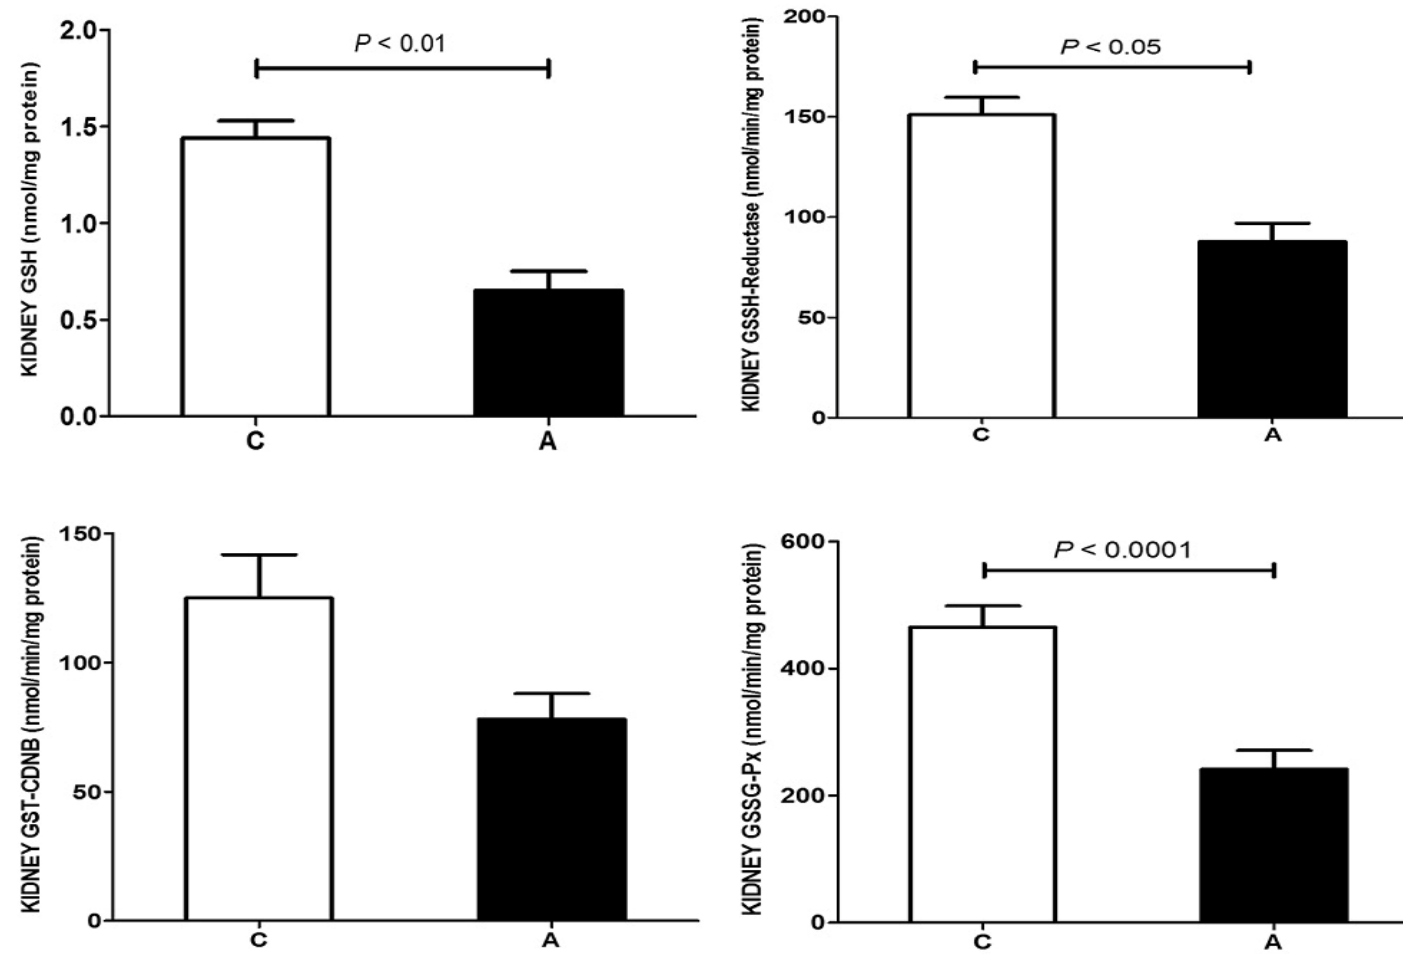 KIDNEY GSH (nmol/mg protein)
2.0
1.5
1.0
0.5
0.0
P < 0.01
C A
KIDNEY GSSH-Reductase (nmol/min/mg protein)
200
150
100
50
0
P < 0.05
C A
KIDNEY GST-CDNB (nmol/min/mg protein)
150
100
50
0
C A
KIDNEY GSSG-Px (nmol/min/mg protein)
600
400
200
0
P < 0.0001
C A